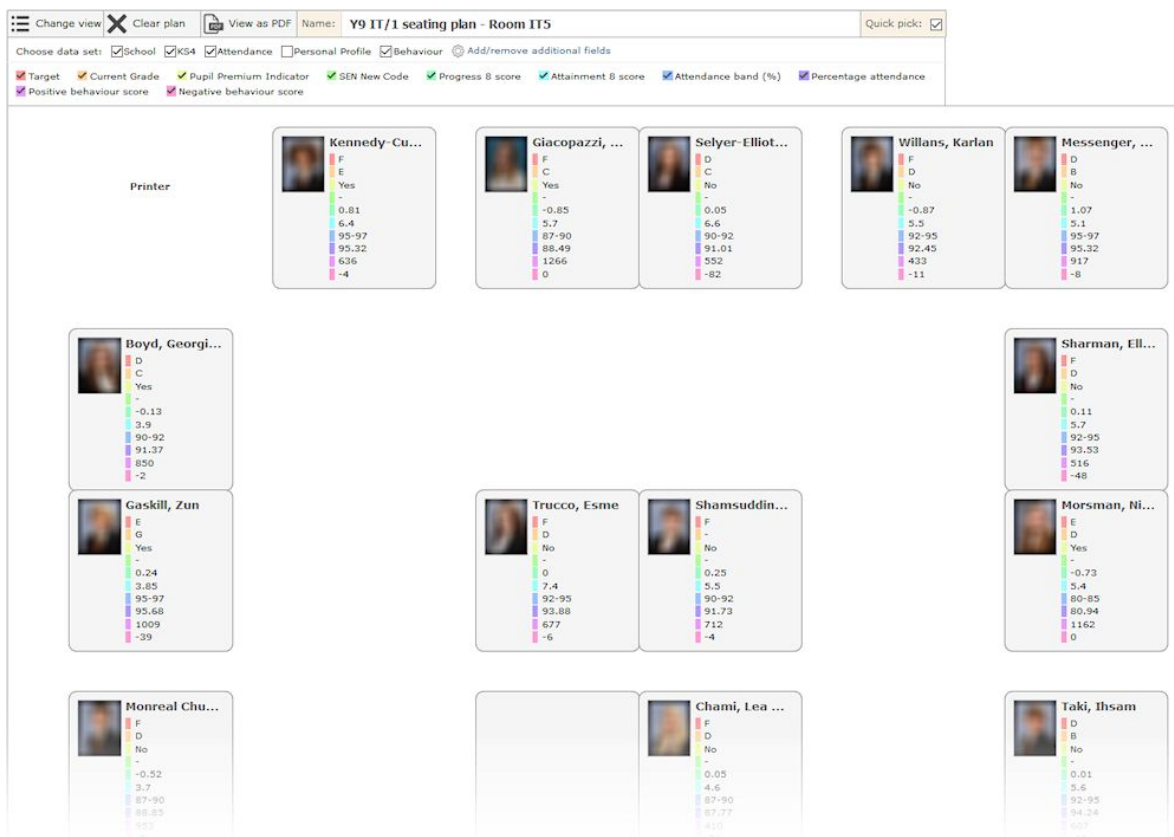 Change view Clear plan View as PDF Name: Y9 IT/1 seating plan - Room IT5 Quick pick:
Choose data set: School KS4 Attendance Personal Profile Behaviour Add/remove additional fields
Target Current Grade Pupil Premium Indicator SEN New Code Progress 8 score Attainment 8 score Attendance band (%) Percentage attendance
Positive behaviour score Negative behaviour score
Printer
Kennedy-Cu...
F
E
Yes
-
0.81
6.4
95-97
95.32
636
-4
Giacopazzi, ...
F
C
Yes
-
-0.85
5.7
87-90
88.49
1266
0
Selyer-Elliot...
D
C
No
-
0.05
6.6
90-92
91.01
552
-82
Willans, Karlan
F
D
No
-
-0.87
5.5
92-95
92.45
433
-11
Messenger, ...
D
B
No
-
1.07
5.1
95-97
95.32
917
-8
Boyd, Georgi...
D
C
Yes
-
-0.13
3.9
90-92
91.37
850
-2
Sharman, Ell...
F
D
No
-
0.11
5.7
92-95
93.53
516
-48
Gaskill, Zun
E
G
Yes
-
0.24
3.85
95-97
95.68
1009
-39
Trucco, Esme
F
D
No
-
0
7.4
92-95
93.88
677
-6
Shamsuddin...
F
-
No
-
0.25
5.5
90-92
91.73
712
-4
Morsman, Ni...
E
D
Yes
-
-0.73
5.4
80-85
80.94
1162
0
Monreal Chu...
F
D
No
-
-0.52
3.7
87-90
88.85
957
Chami, Lea ...
F
D
No
-
0.05
4.6
87-90
87.77
410
Taki, Ihsam
D
B
No
-
0.01
5.6
92-95
94.24
607